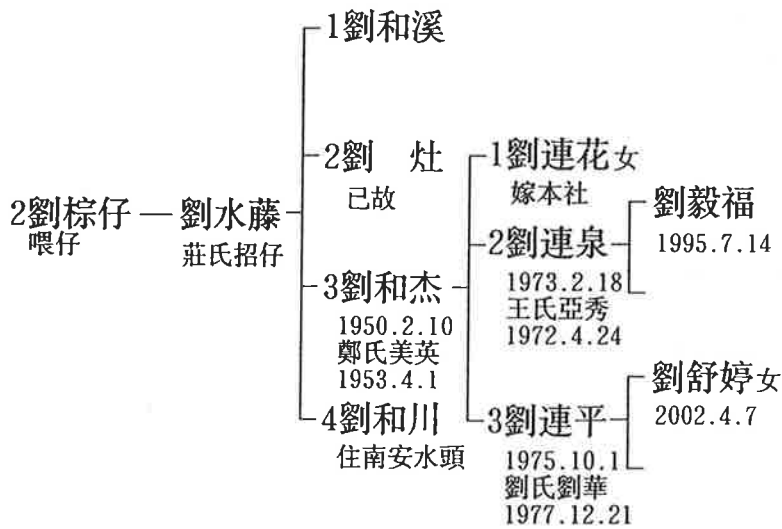 2劉棕仔
喂仔
劉水藤
莊氏招仔
1劉和溪
2劉　灶
已故
3劉和杰
1950.2.10
鄭氏美英
1953.4.1
4劉和川
住南安水頭
1劉連花女
嫁本社
2劉連泉
1973.2.18
王氏亞秀
1972.4.24
3劉連平
1975.10.1
劉氏劉華
1977.12.21
劉毅福
1995.7.14
劉舒婷女
2002.4.7